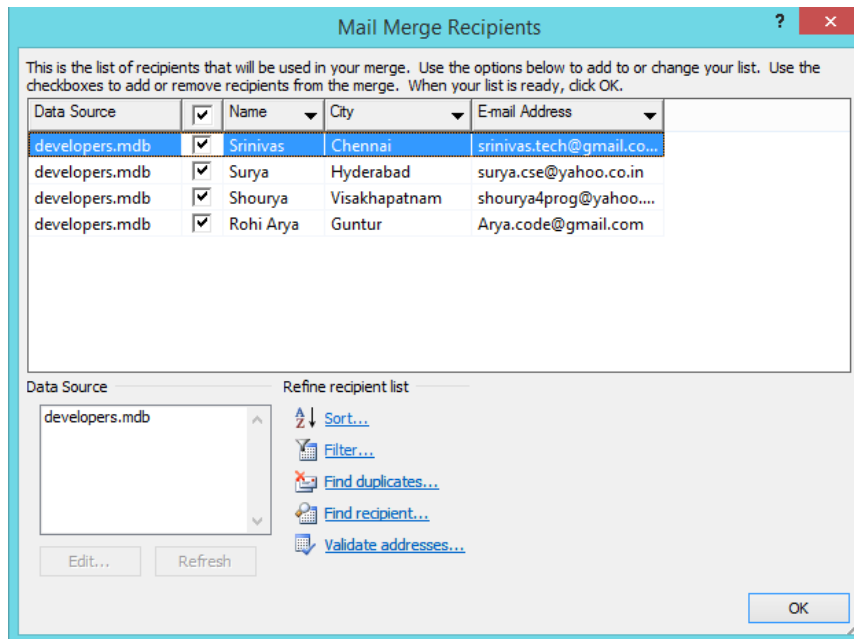 Mail Merge Recipients ? ×
This is the list of recipients that will be used in your merge. Use the options below to add to or change your list. Use the
checkboxes to add or remove recipients from the merge. When your list is ready, click OK.
Data Source Name City E-mail Address
developers.mdb Srinivas Chennai srinivas.tech@gmail.co...
developers.mdb Surya Hyderabad surya.cse@yahoo.co.in
developers.mdb Shourya Visakhapatnam shourya4prog@yahoo....
developers.mdb Rohi Arya Guntur Arya.code@gmail.com
Data Source Refine recipient list
developers.mdb
Sort...
Filter...
Find duplicates...
Find recipient...
Validate addresses...
Edit... Refresh
OK